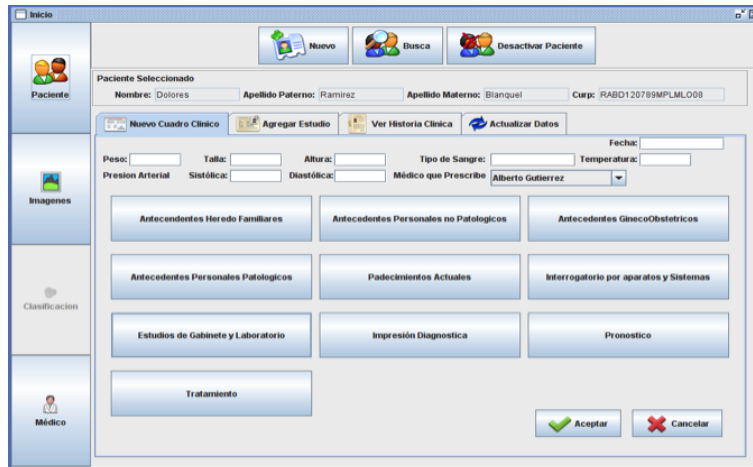 Inicio
Nuevo
Busca
Desactivar Paciente
Paciente
Paciente Seleccionado
Nombre: Dolores Apellido Paterno: Ramirez Apellido Materno: Blanquel Curp: RABD120789MPLMLO08
Nuevo Cuadro Clinico
Agregar Estudio
Ver Historia Clinica
Actualizar Datos
Fecha:
Peso: Talla: Altura: Tipo de Sangre: Temperatura:
Presion Arterial Sistólica: Diastólica: Médico que Prescribe Alberto Gutierrez
Imagenes
Antecendentes Heredo Familiares
Antecedentes Personales no Patologicos
Antecedentes GinecoObstetricos
Antecedentes Personales Patologicos
Padecimientos Actuales
Interrogatorio por aparatos y Sistemas
Clasificacion
Estudios de Gabinete y Laboratorio
Impresión Diagnostica
Pronostico
Tratamiento
Médico
Aceptar
Cancelar